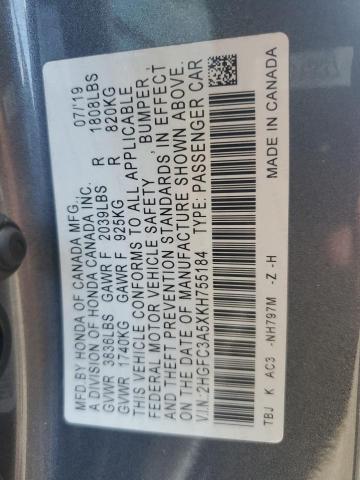 MFD.BY HONDA OF CANADA MFG., 07/19
A DIVISION OF HONDA CANADA INC.
GVWR 3836LBS GAWR F 2039LBS R 1808LBS
GVWR 1740KG GAWR F 925KG R 820KG
THIS VEHICLE CONFORMS TO ALL APPLICABLE
FEDERAL MOTOR VEHICLE SAFETY BUMPER,
AND THEFT PREVENTION STANDARDS, IN EFFECT
ON THE DATE OF MANUFACTURE SHOWN ABOVE.
V.I.N: 2HGFC3A5XKH755184 TYPE: PASSENGER CAR
TBJ K AC3 -NH797M -Z -H MADE IN CANADA